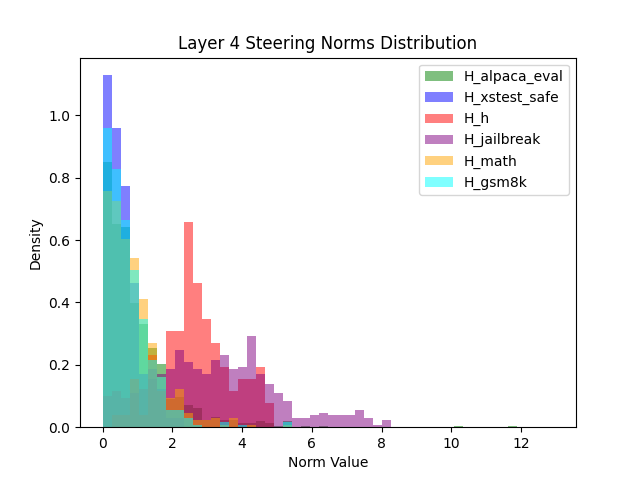 Layer 4 Steering Norms Distribution
H_alpaca_eval
H_xstest_safe
H_h
H_jailbreak
H_math
H_gsm8k
Density
1.0
0.8
0.6
0.4
0.2
0.0
0 2 4 6 8 10 12
Norm Value